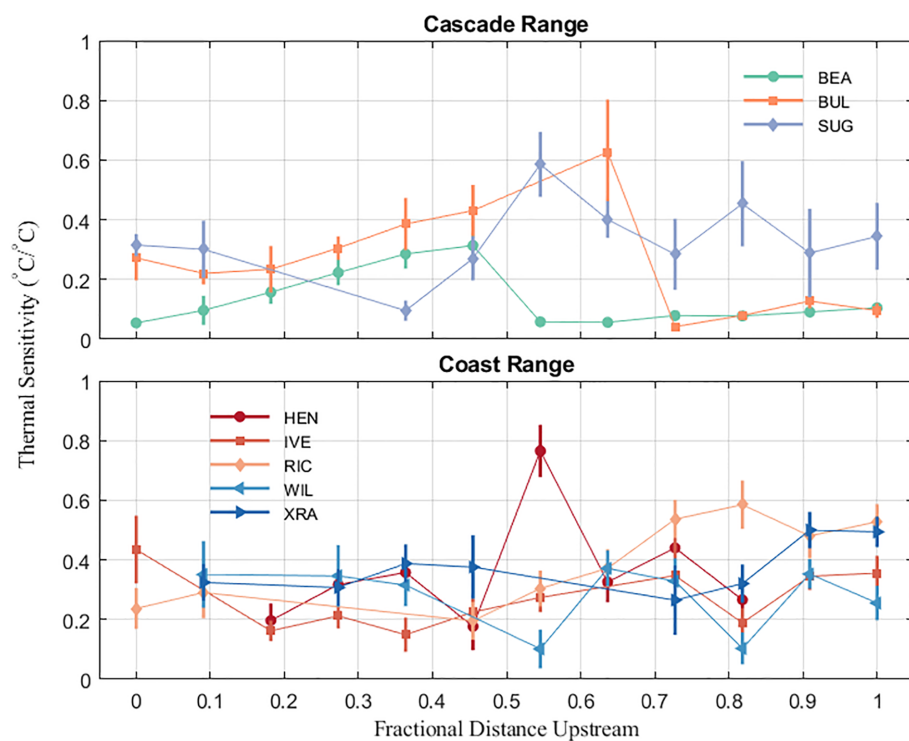 Cascade Range
1
0.8
0.6
0.4
0.2
0
BEA
BUL
SUG
Thermal Sensitivity (°C/°C)
Coast Range
1
0.8
0.6
0.4
0.2
0
HEN
IVE
RIC
WIL
XRA
0 0.1 0.2 0.3 0.4 0.5 0.6 0.7 0.8 0.9 1
Fractional Distance Upstream